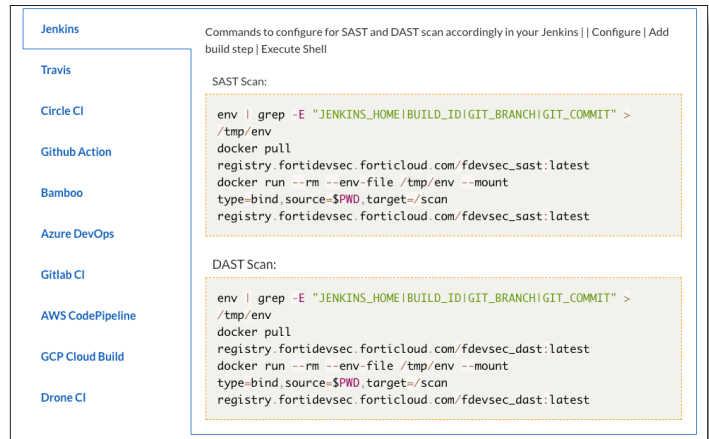 Jenkins
Travis
Circle CI
Github Action
Bamboo
Azure DevOps
Gitlab CI
AWS CodePipeline
GCP Cloud Build
Drone CI
Commands to configure for SAST and DAST scan accordingly in your Jenkins | | Configure | Add
build step | Execute Shell
SAST Scan:
env | grep -E "JENKINS_HOME|BUILD_ID|GIT_BRANCH|GIT_COMMIT" >
/tmp/env
docker pull
registry.fortidevsec.forticloud.com/fdevsec_sast:latest
docker run --rm --env-file /tmp/env --mount
type=bind,source=$PWD,target=/scan
registry.fortidevsec.forticloud.com/fdevsec_sast:latest
DAST Scan:
env | grep -E "JENKINS_HOME|BUILD_ID|GIT_BRANCH|GIT_COMMIT" >
/tmp/env
docker pull
registry.fortidevsec.forticloud.com/fdevsec_dast:latest
docker run --rm --env-file /tmp/env --mount
type=bind,source=$PWD,target=/scan
registry.fortidevsec.forticloud.com/fdevsec_dast:latest